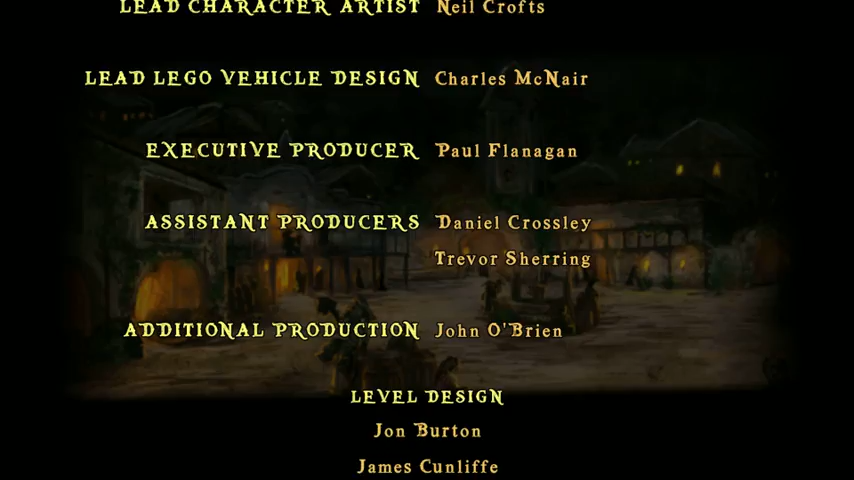 LEAD CHARACTER ARTIST Neil Crofts
LEAD LEGO VEHICLE DESIGN Charles McNair
EXECUTIVE PRODUCER Paul Flanagan
ASSISTANT PRODUCERS Daniel Crossley
Trevor Sherring
ADDITIONAL PRODUCTION John O'Brien
LEVEL DESIGN
Jon Burton
James Cunliffe